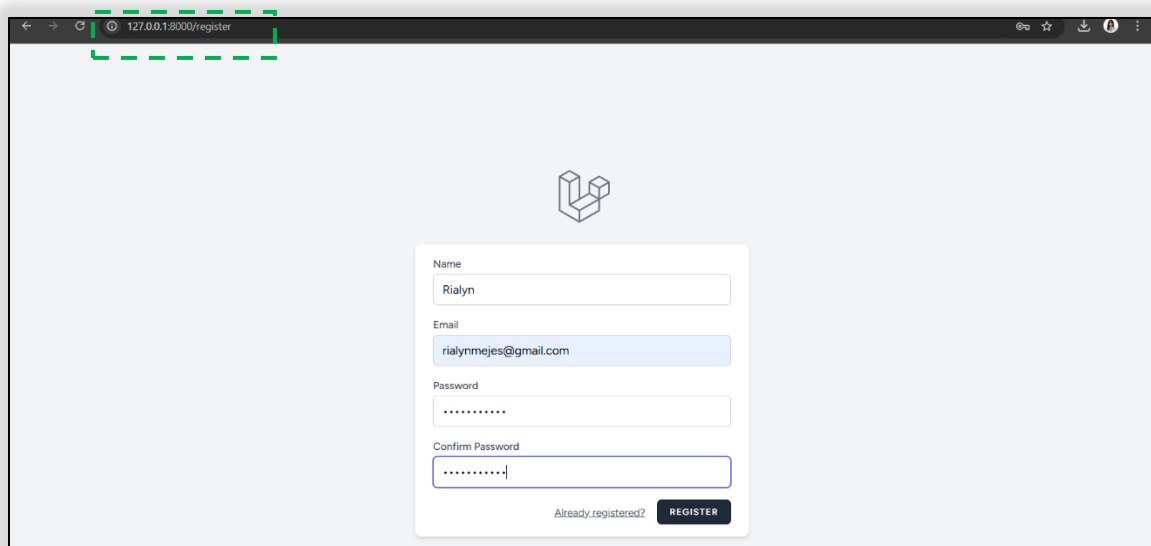 127.0.0.1:8000/register
Name
Rialyn
Email
rialynmejes@gmail.com
Password
•••••••••••
Confirm Password
•••••••••••
Already registered? REGISTER